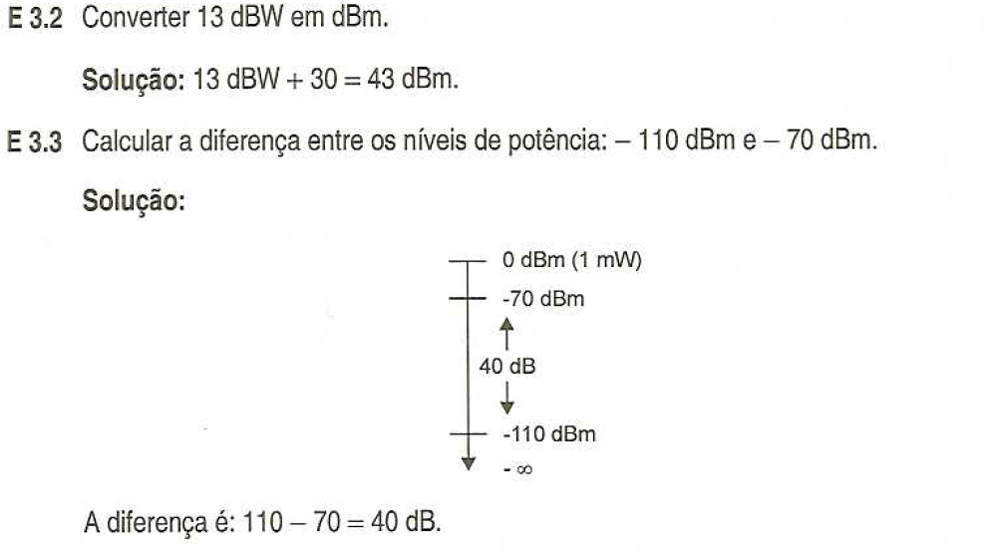 E 3.2 Converter 13 dBW em dBm.
Solução: 13 dBW + 30 = 43 dBm.
E 3.3 Calcular a diferença entre os níveis de potência: – 110 dBm e – 70 dBm.
Solução:
0 dBm (1 mW)
-70 dBm
40 dB
-110 dBm
- ∞
A diferença é: 110 – 70 = 40 dB.